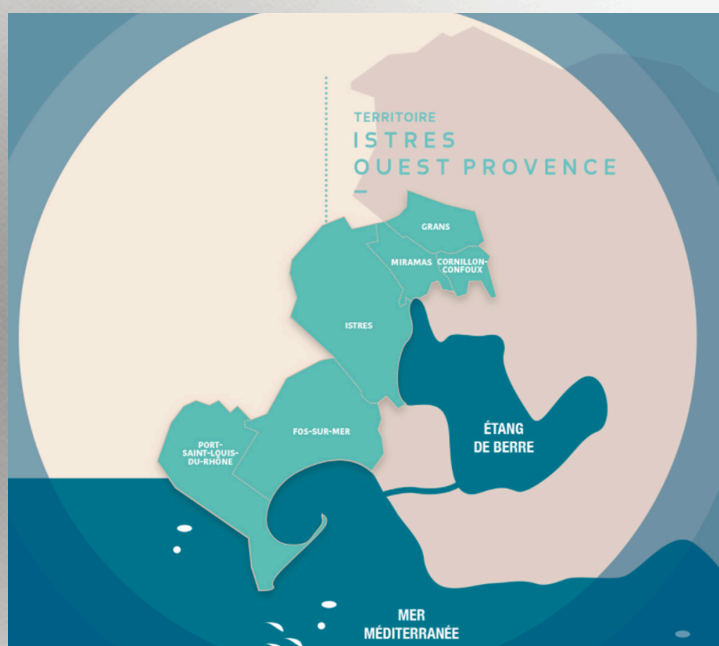 TERRITOIRE
ISTRES
OUEST PROVENCE
GRANS
MIRAMAS
CORNILLON-
CONFOUX
ISTRES
FOS-SUR-MER
PORT-
SAINT-LOUIS-
DU-RHÔNE
ÉTANG
DE BERRE
MER
MÉDITERRANÉE